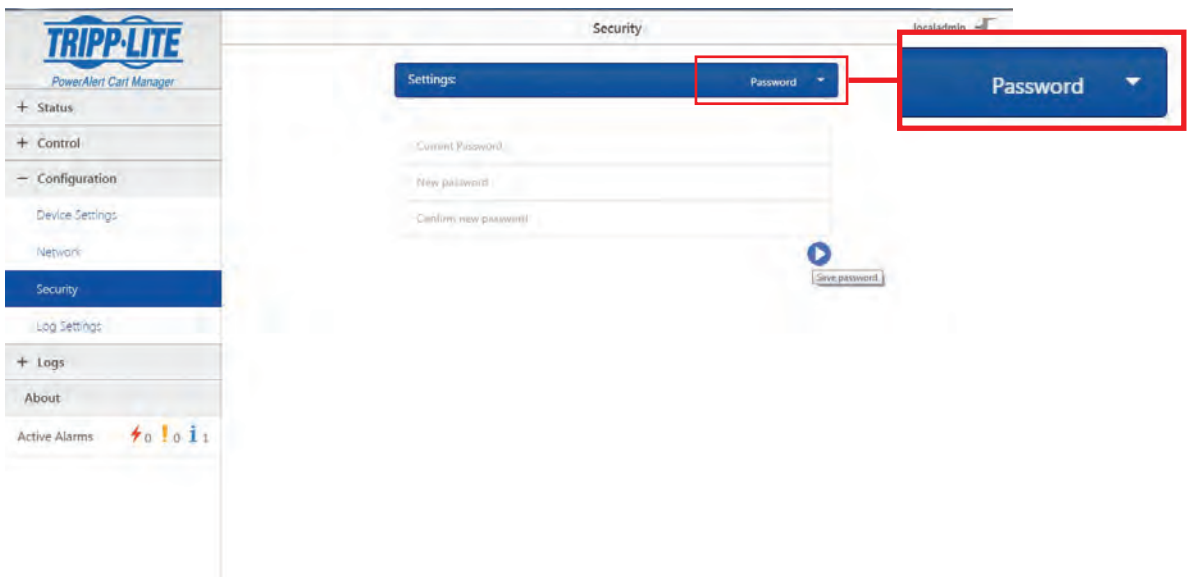 TRIPP·LITE
PowerAlert Cart Manager
+ Status
+ Control
− Configuration
Device Settings
Network
Security
Log Settings
+ Logs
About
Active Alarms 0 0 1
Security
localadmin
Settings: Password
Current Password
New password
Confirm new password
Save password
Password